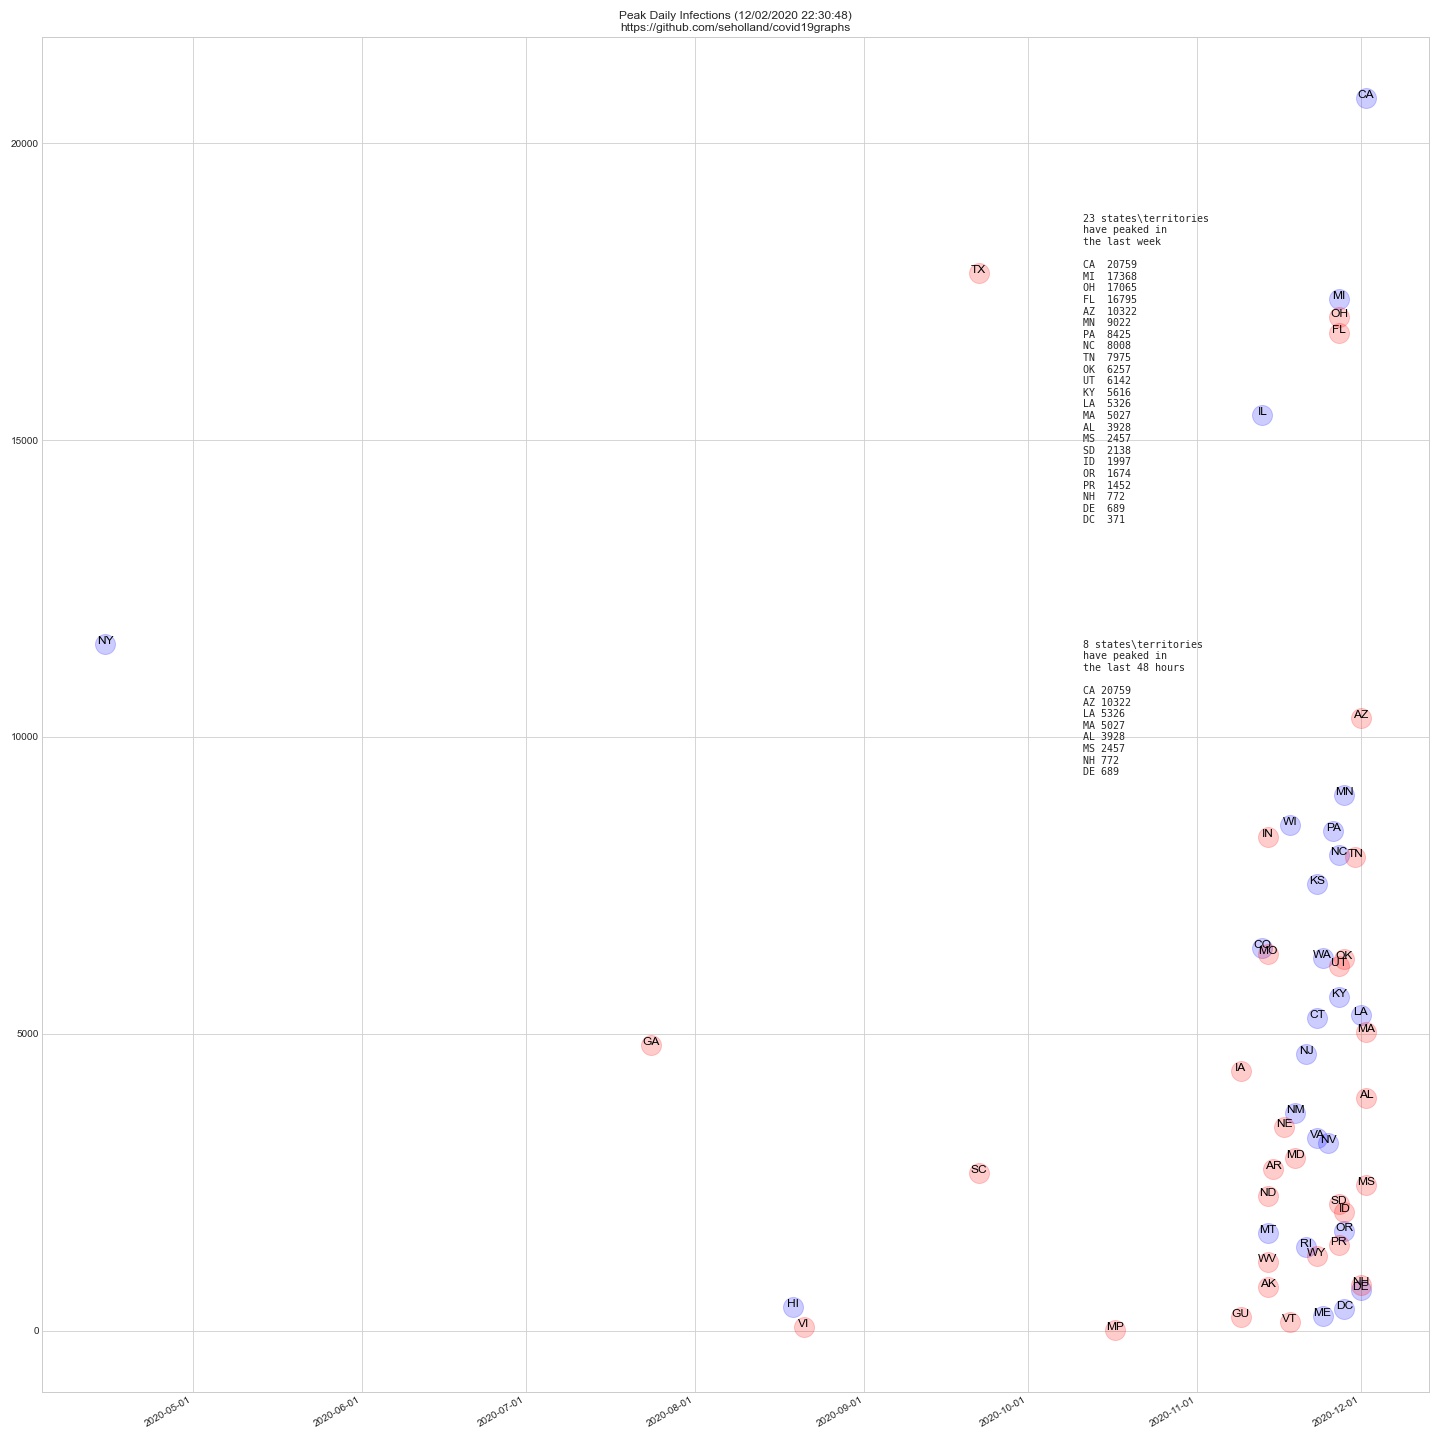 Peak Daily Infections (12/02/2020 22:30:48)
https://github.com/seholland/covid19graphs
CA
20000
23 states\territories
have peaked in
the last week
CA 20759
MI 17368
OH 17065
FL 16795
AZ 10322
MN 9022
PA 8425
NC 8008
TN 7975
OK 6257
UT 6142
KY 5616
LA 5326
MA 5027
AL 3928
MS 2457
SD 2138
ID 1997
OR 1674
PR 1452
NH 772
DE 689
DC 371
TX
MI
OH
FL
IL
15000
NY
8 states\territories
have peaked in
the last 48 hours
CA 20759
AZ 10322
LA 5326
MA 5027
AL 3928
MS 2457
NH 772
DE 689
AZ
10000
MN
WI
PA
IN
NC
TN
KS
CO
MO
WA
OK
UT
KY
LA
CT
MA
5000
GA
NJ
IA
AL
NM
NE
VA
NV
MD
AR
SC
MS
ND
SD
ID
OR
MT
PR
RI
WY
WV
AK
NH
DE
HI
DC
ME
GU
VT
VI
MP
0
2020-05-01
2020-06-01
2020-07-01
2020-08-01
2020-09-01
2020-10-01
2020-11-01
2020-12-01